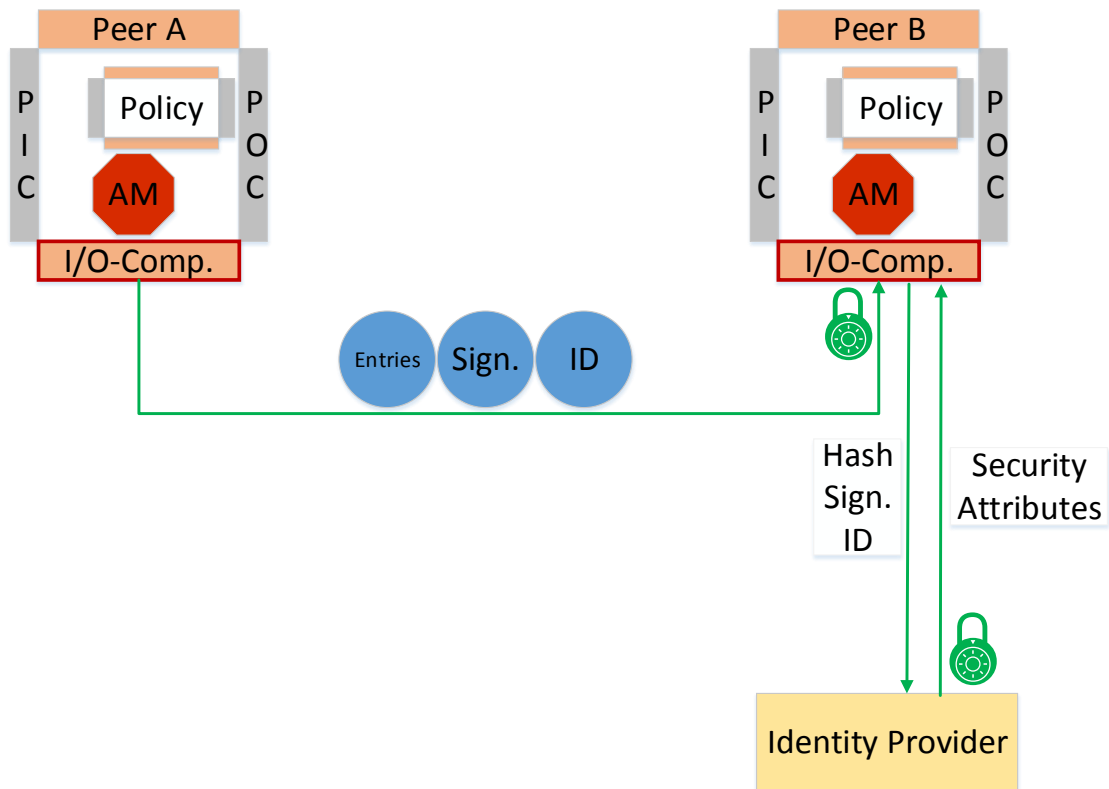 Peer A
P
I
C
Policy
P
O
C
AM
I/O-Comp.
Peer B
P
I
C
Policy
P
O
C
AM
I/O-Comp.
Entries
Sign.
ID
Hash
Sign.
ID
Security
Attributes
Identity Provider